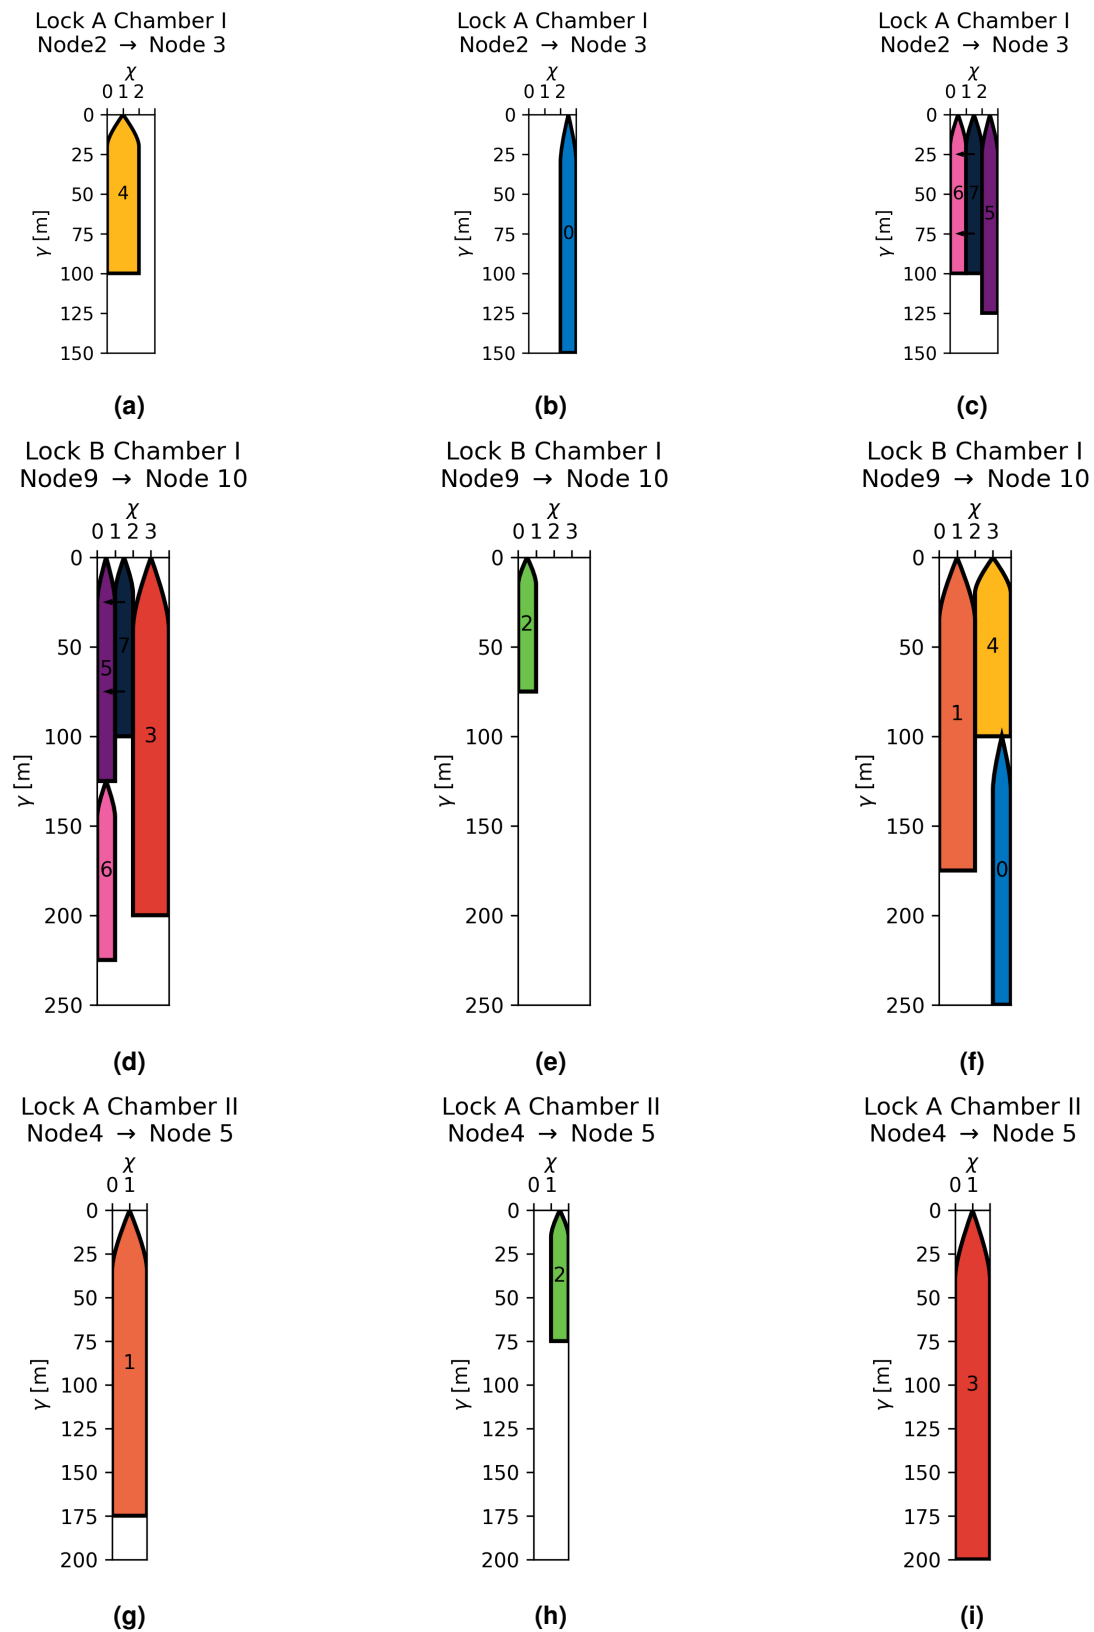 Lock A Chamber I
Node2 → Node 3
χ
0 1 2
0
25
50
75
100
125
150
γ [m]
4
(a)
Lock A Chamber I
Node2 → Node 3
χ
0 1 2
0
25
50
75
100
125
150
γ [m]
0
(b)
Lock A Chamber I
Node2 → Node 3
χ
0 1 2
0
25
50
75
100
125
150
γ [m]
6 7 5
(c)
Lock B Chamber I
Node9 → Node 10
χ
0 1 2 3
0
50
100
150
200
250
γ [m]
7
5
3
6
(d)
Lock B Chamber I
Node9 → Node 10
χ
0 1 2 3
0
50
100
150
200
250
γ [m]
2
(e)
Lock B Chamber I
Node9 → Node 10
χ
0 1 2 3
0
50
100
150
200
250
γ [m]
4
1
0
(f)
Lock A Chamber II
Node4 → Node 5
χ
0 1
0
25
50
75
100
125
150
175
200
γ [m]
1
(g)
Lock A Chamber II
Node4 → Node 5
χ
0 1
0
25
50
75
100
125
150
175
200
γ [m]
2
(h)
Lock A Chamber II
Node4 → Node 5
χ
0 1
0
25
50
75
100
125
150
175
200
γ [m]
3
(i)